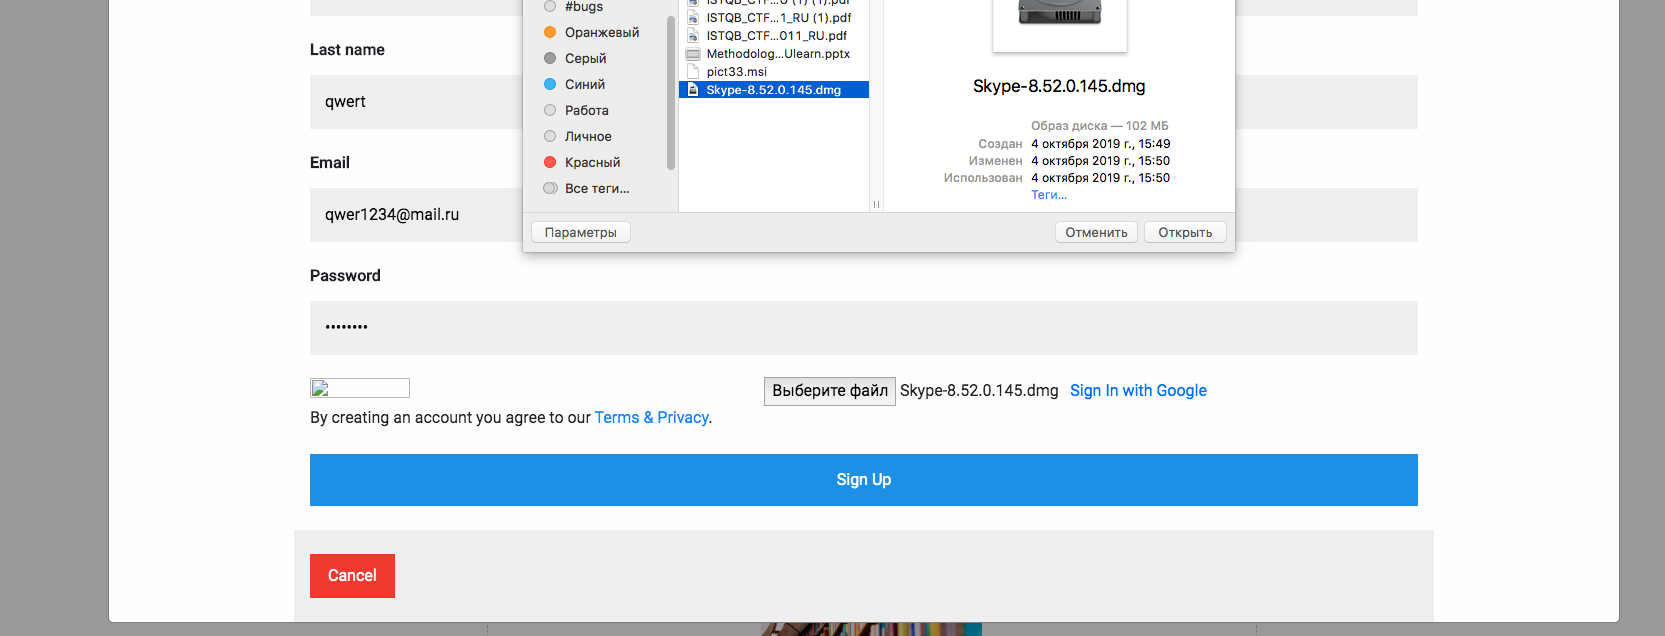 #bugs
Оранжевый
Серый
Синий
Работа
Личное
Красный
Все теги...
ISTQB_CTF...1_RU (1).pdf
ISTQB_CTF...011_RU.pdf
Methodolog...Ulearn.pptx
pict33.msi
Skype-8.52.0.145.dmg
Skype-8.52.0.145.dmg
Образ диска — 102 МБ
Создан 4 октября 2019 г., 15:49
Изменен 4 октября 2019 г., 15:50
Использован 4 октября 2019 г., 15:50
Теги...
Параметры
Отменить
Открыть
Last name
qwert
Email
qwer1234@mail.ru
Password
••••••••
Выберите файл Skype-8.52.0.145.dmg Sign In with Google
By creating an account you agree to our Terms & Privacy.
Sign Up
Cancel